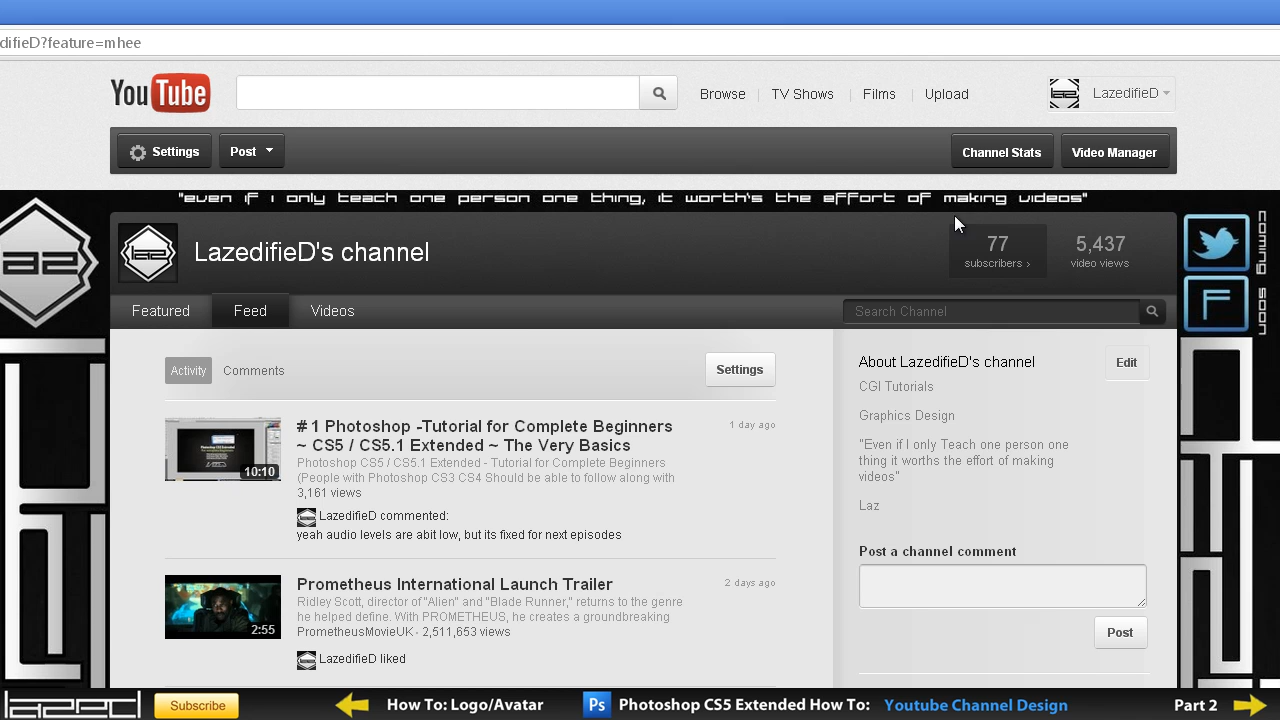 difieD?feature=mhee
YouTube
Browse
TV Shows
Films
Upload
LazedifieD
Settings
Post
Channel Stats
Video Manager
"even if i only teach one person one thing, it worth's the effort of making videos"
LazedifieD's channel
77
subscribers ›
5,437
video views
coming soon
Featured
Feed
Videos
Search Channel
Activity
Comments
Settings
# 1 Photoshop -Tutorial for Complete Beginners
~ CS5 / CS5.1 Extended ~ The Very Basics
1 day ago
Photoshop CS5 / CS5.1 Extended - Tutorial for Complete Beginners
(People with Photoshop CS3 CS4 Should be able to follow along with
3,161 views
10:10
LazedifieD commented:
yeah audio levels are abit low, but its fixed for next episodes
Prometheus International Launch Trailer
2 days ago
Ridley Scott, director of "Alien" and "Blade Runner," returns to the genre
he helped define. With PROMETHEUS, he creates a groundbreaking
PrometheusMovieUK · 2,511,653 views
2:55
LazedifieD liked
About LazedifieD's channel
Edit
CGI Tutorials
Graphics Design
"Even if I only Teach one person one
thing it worths the effort of making
videos"
Laz
Post a channel comment
Post
Subscribe
How To: Logo/Avatar
Ps
Photoshop CS5 Extended How To:
Youtube Channel Design
Part 2